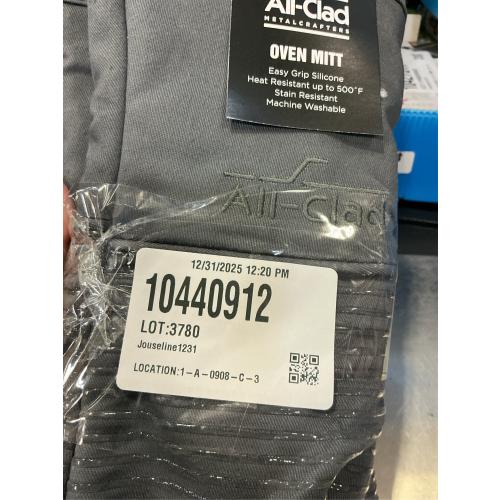 All-Clad
METALCRAFTERS
OVEN MITT
Easy Grip Silicone
Heat Resistant up to 500°F
Stain Resistant
Machine Washable
All-Clad
12/31/2025 12:20 PM
10440912
LOT:3780
Jouseline1231
LOCATION:1-A-0908-C-3